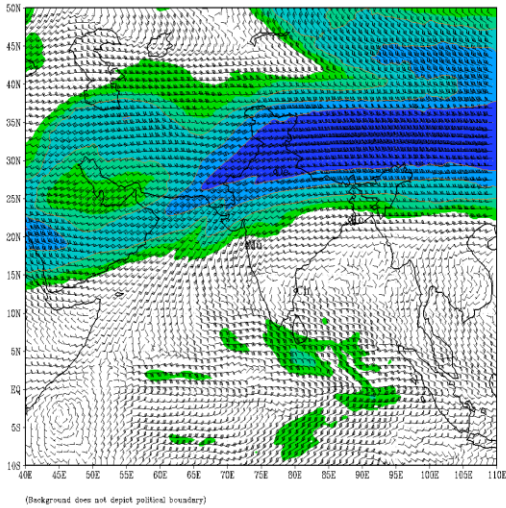 50N
45N
40N
35N
30N
25N
20N
15N
10N
5N
EQ
5S
10S
40E 45E 50E 55E 60E 65E 70E 75E 80E 85E 90E 95E 100E 105E 110E
(Background does not depict political boundary)